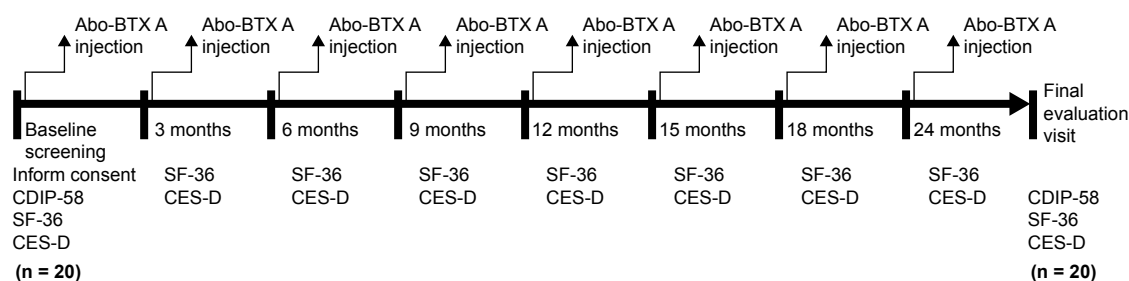 Abo-BTX A Abo-BTX A Abo-BTX A Abo-BTX A Abo-BTX A Abo-BTX A Abo-BTX A Abo-BTX A
injection injection injection injection injection injection injection injection
Baseline screening
3 months 6 months 9 months 12 months 15 months 18 months 24 months
Final
evaluation
visit
Inform consent SF-36 SF-36 SF-36 SF-36 SF-36 SF-36 SF-36
CDIP-58 CES-D CES-D CES-D CES-D CES-D CES-D CES-D CDIP-58
SF-36 SF-36
CES-D CES-D
(n = 20) (n = 20)